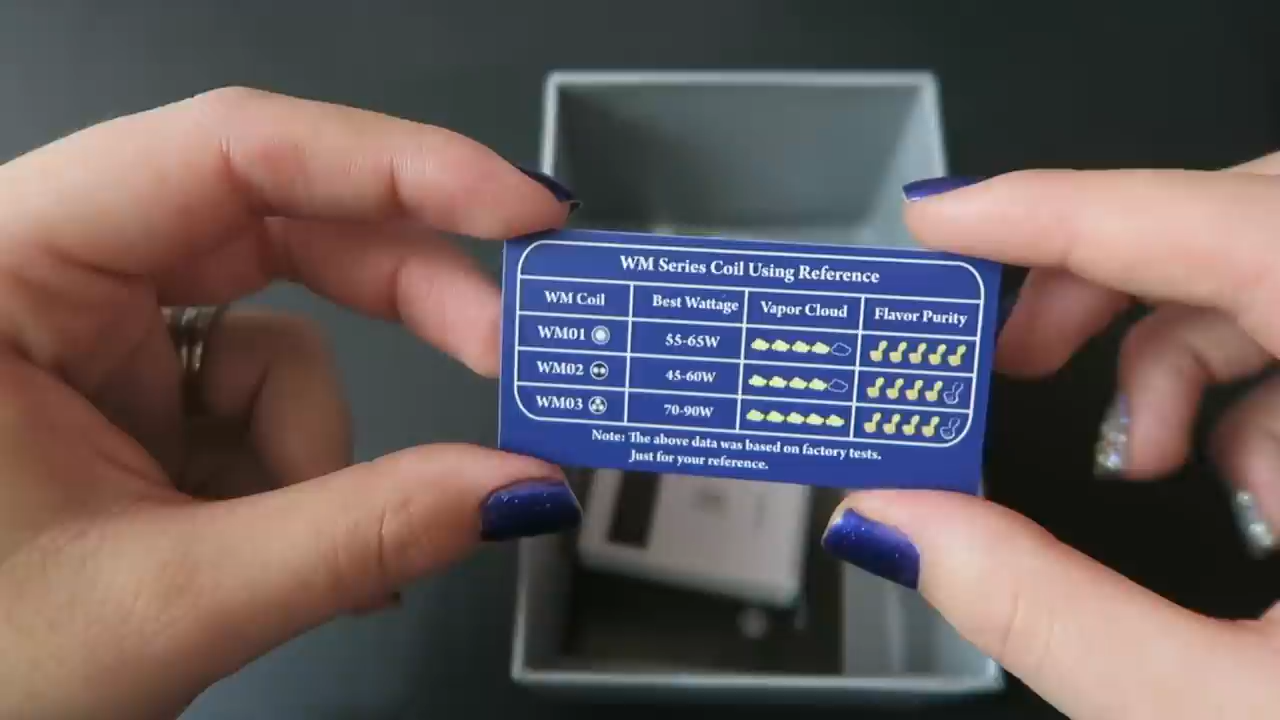 WM Series Coil Using Reference
WM Coil Best Wattage Vapor Cloud Flavor Purity
WM01 55-65W
WM02 45-60W
WM03 70-90W
Note: The above data was based on factory tests.
Just for your reference.